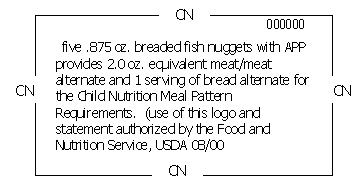 CN
000000
five .875 oz. breaded fish nuggets with APP
provides 2.0 oz. equivalent meat/meat
alternate and 1 serving of bread alternate for
CN the Child Nutrition Meal Pattern CN
Requirements. (use of this logo and
statement authorized by the Food and
Nutrition Service, USDA 03/00
CN